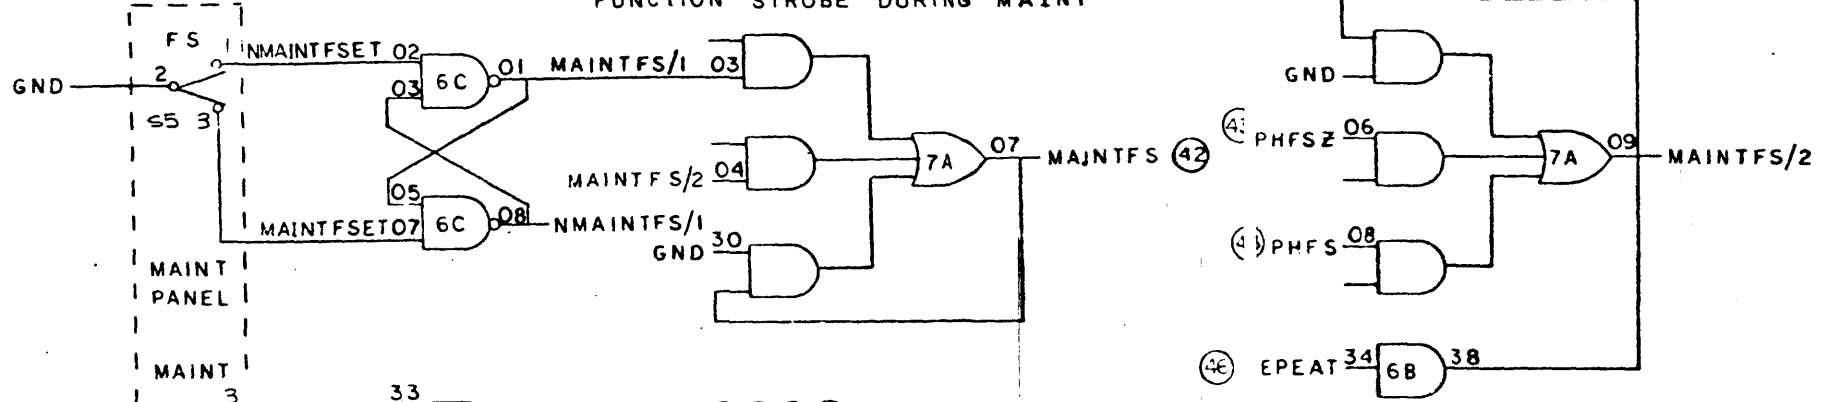 FUNCTION STROBE DURING MAINT
FS
1
NMAINTFSET 02
GND
2
S5 3
03
6C
01
MAINTFS/1 03
05
MAINTFSET 07
6C
08
NMAINTFS/1
MAINTFS/2 04
GND 30
7A
07
MAINTFS 42
MAINT
PANEL
MAINT
3
33
GND
PHFSZ 06
PHFS 08
7A
09
MAINTFS/2
EPEAT 34
6B
38